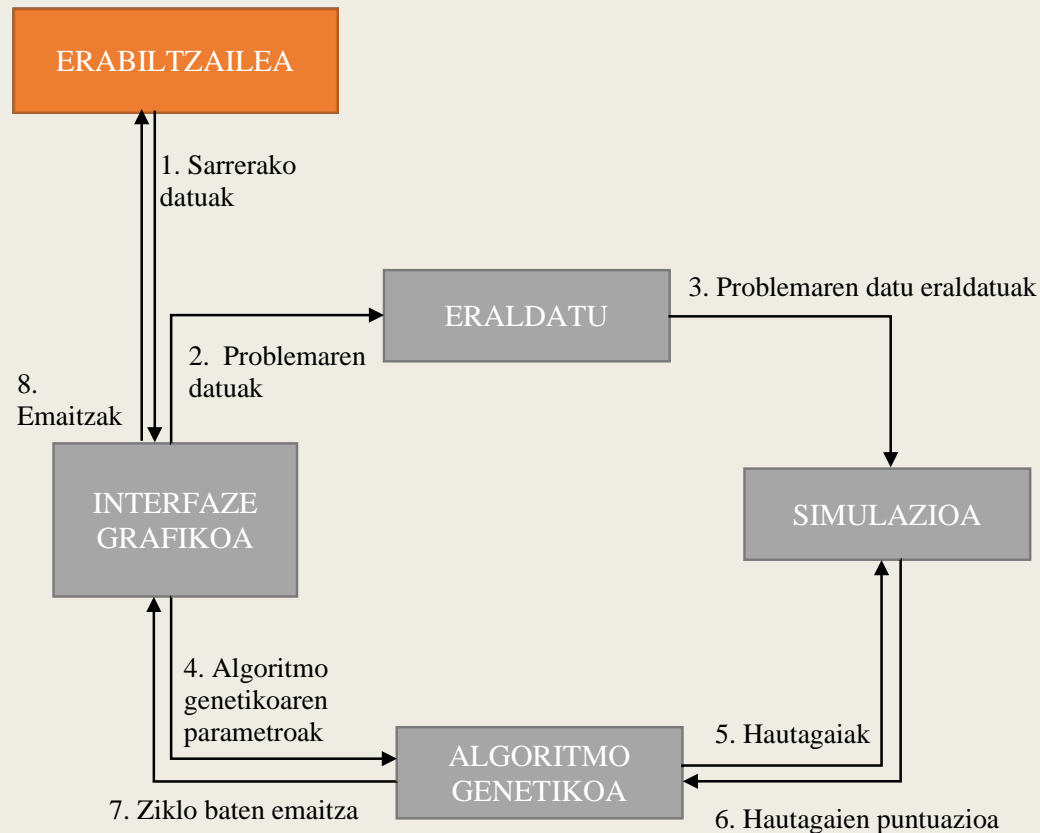 ERABILTZAILEA
1. Sarrerako
datuak
ERALDATU
3. Problemaren datu eraldatuak
2. Problemaren
datuak
8.
Emaitzak
INTERFAZE
GRAFIKOA
SIMULAZIOA
4. Algoritmo
genetikoaren
parametroak
ALGORITMO
GENETIKOA
5. Hautagaiak
7. Ziklo baten emaitza
6. Hautagaien puntuazioa